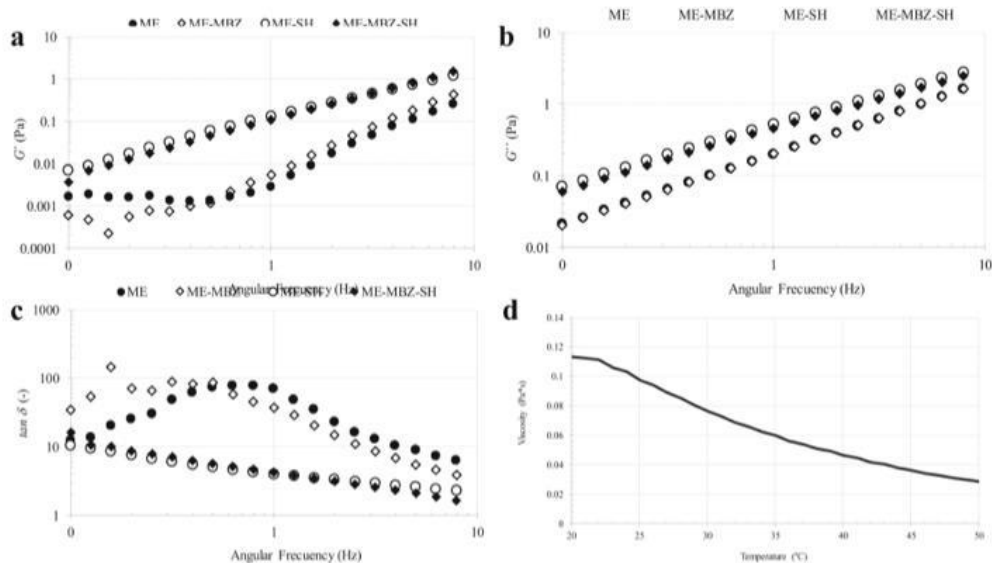 a
●ME ◇ME-MBZ ○ME-SH ◆ME-MBZ-SH
G' (Pa)
10
1
0.1
0.01
0.001
0.0001
0 1 10
Angular Frecuency (Hz)
b
ME ME-MBZ ME-SH ME-MBZ-SH
G'' (Pa)
10
1
0.1
0.01
0 1 10
Angular Frecuency (Hz)
c
●ME ◇ME-MBZ ○ME-SH ◆ME-MBZ-SH
tan δ (-)
1000
100
10
1
0 1 10
Angular Frecuency (Hz)
d
Viscosity (Pa*s)
0.14
0.12
0.1
0.08
0.06
0.04
0.02
0
20 25 30 35 40 45 50
Temperature (ºC)